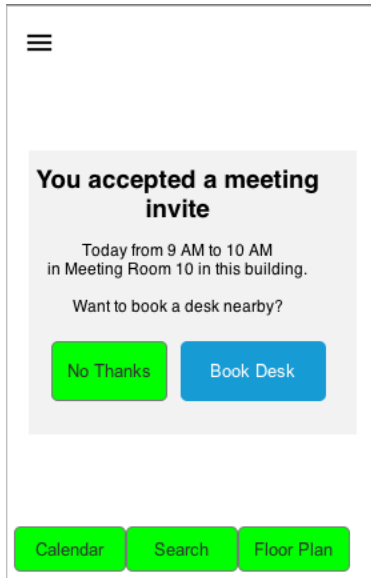 You accepted a meeting
invite
Today from 9 AM to 10 AM
in Meeting Room 10 in this building.
Want to book a desk nearby?
No Thanks
Book Desk
Calendar
Search
Floor Plan